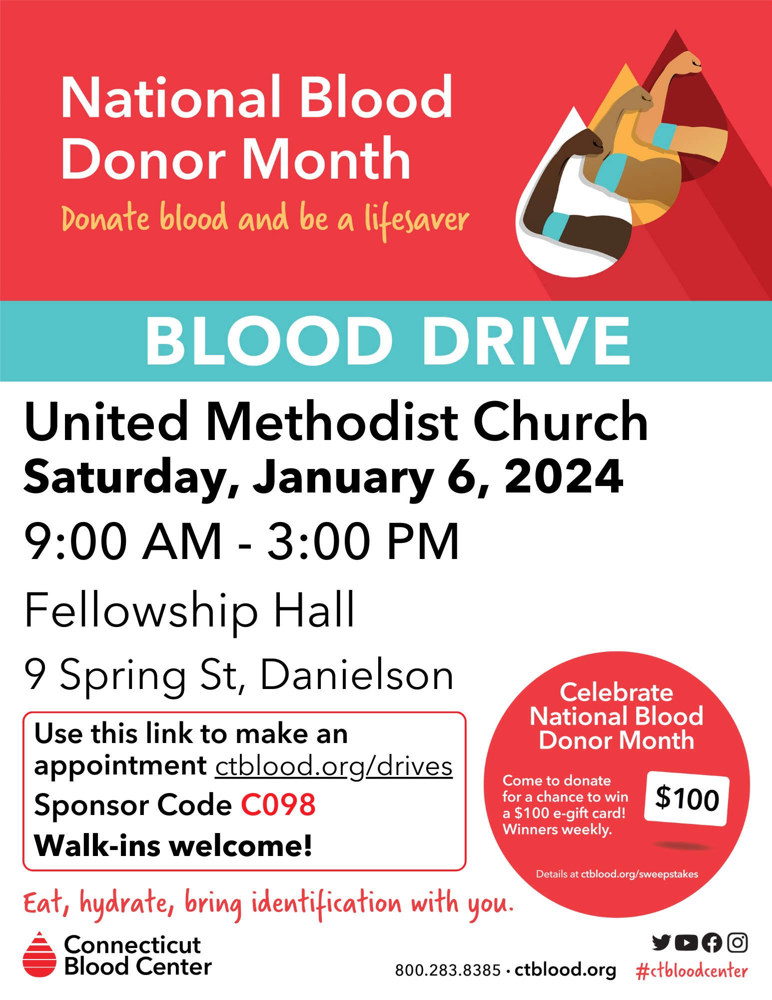 National Blood
Donor Month
Donate blood and be a lifesaver
BLOOD DRIVE
United Methodist Church
Saturday, January 6, 2024
9:00 AM - 3:00 PM
Fellowship Hall
9 Spring St, Danielson
Use this link to make an
appointment ctblood.org/drives
Sponsor Code C098
Walk-ins welcome!
Celebrate
National Blood
Donor Month
Come to donate
for a chance to win
a $100 e-gift card!
Winners weekly.
$100
Details at ctblood.org/sweepstakes
Eat, hydrate, bring identification with you.
Connecticut
Blood Center
800.283.8385 · ctblood.org
#ctbloodcenter